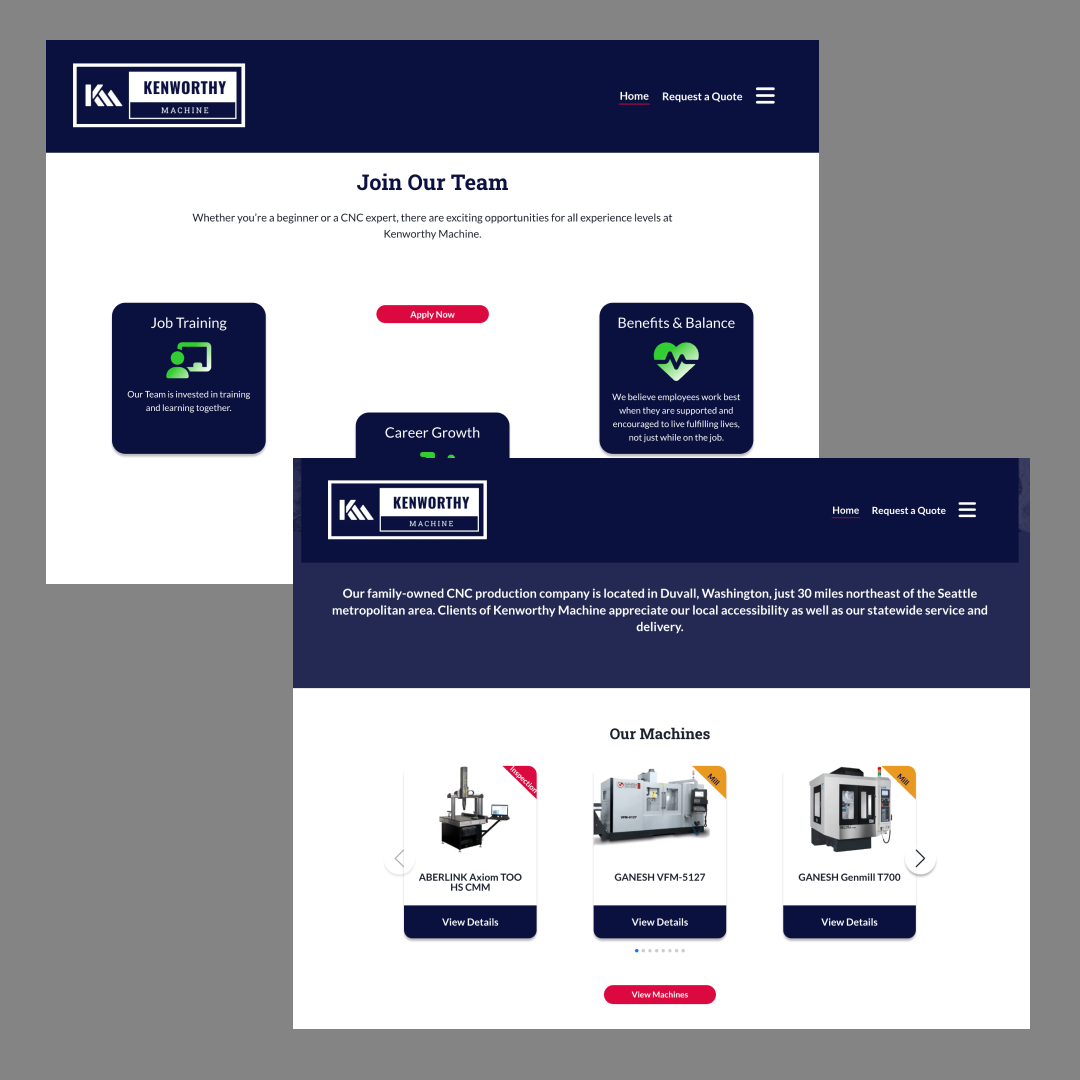 KENWORTHY
MACHINE
Home Request a Quote
Join Our Team
Whether you're a beginner or a CNC expert, there are exciting opportunities for all experience levels at
Kenworthy Machine.
Job Training
Our Team is invested in training
and learning together.
Apply Now
Career Growth
Benefits & Balance
We believe employees work best
when they are supported and
encouraged to live fulfilling lives,
not just while on the job.
KENWORTHY
MACHINE
Home Request a Quote
Our family-owned CNC production company is located in Duvall, Washington, just 30 miles northeast of the Seattle
metropolitan area. Clients of Kenworthy Machine appreciate our local accessibility as well as our statewide service and
delivery.
Our Machines
Inspection
ABERLINK Axiom TOO
HS CMM
View Details
Mill
GANESH VFM-5127
View Details
Mill
GANESH Genmill T700
View Details
View Machines